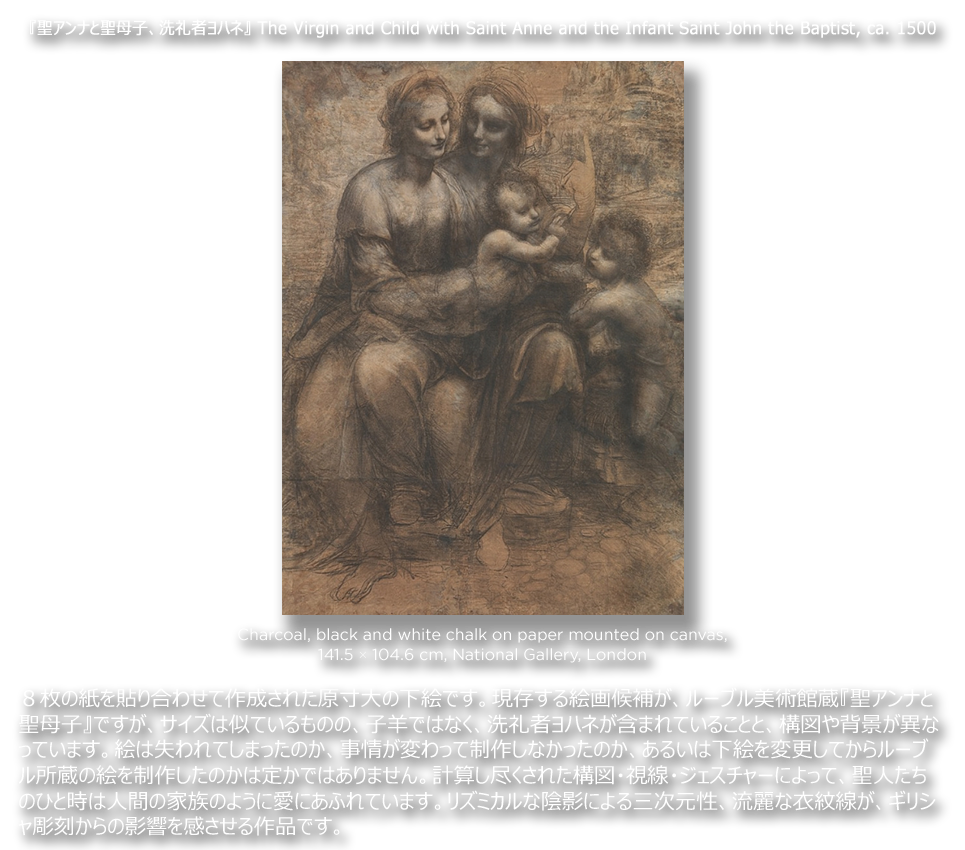 『聖アンナと聖母子、洗礼者ヨハネ』 The Virgin and Child with Saint Anne and the Infant Saint John the Baptist, ca. 1500
Charcoal, black and white chalk on paper mounted on canvas,
141.5 × 104.6 cm, National Gallery, London
８枚の紙を貼り合わせて作成された原寸大の下絵です。現存する絵画候補が、ルーブル美術館蔵『聖アンナと
聖母子』ですが、サイズは似ているものの、子羊ではなく、洗礼者ヨハネが含まれていることと、構図や背景が異な
っています。絵は失われてしまったのか、事情が変わって制作しなかったのか、あるいは下絵を変更してからルーブ
ル所蔵の絵を制作したのかは定かではありません。計算し尽くされた構図・視線・ジェスチャーによって、聖人たち
のひと時は人間の家族のように愛にあふれています。リズミカルな陰影による三次元性、流麗な衣紋線が、ギリシ
ャ彫刻からの影響を感させる作品です。